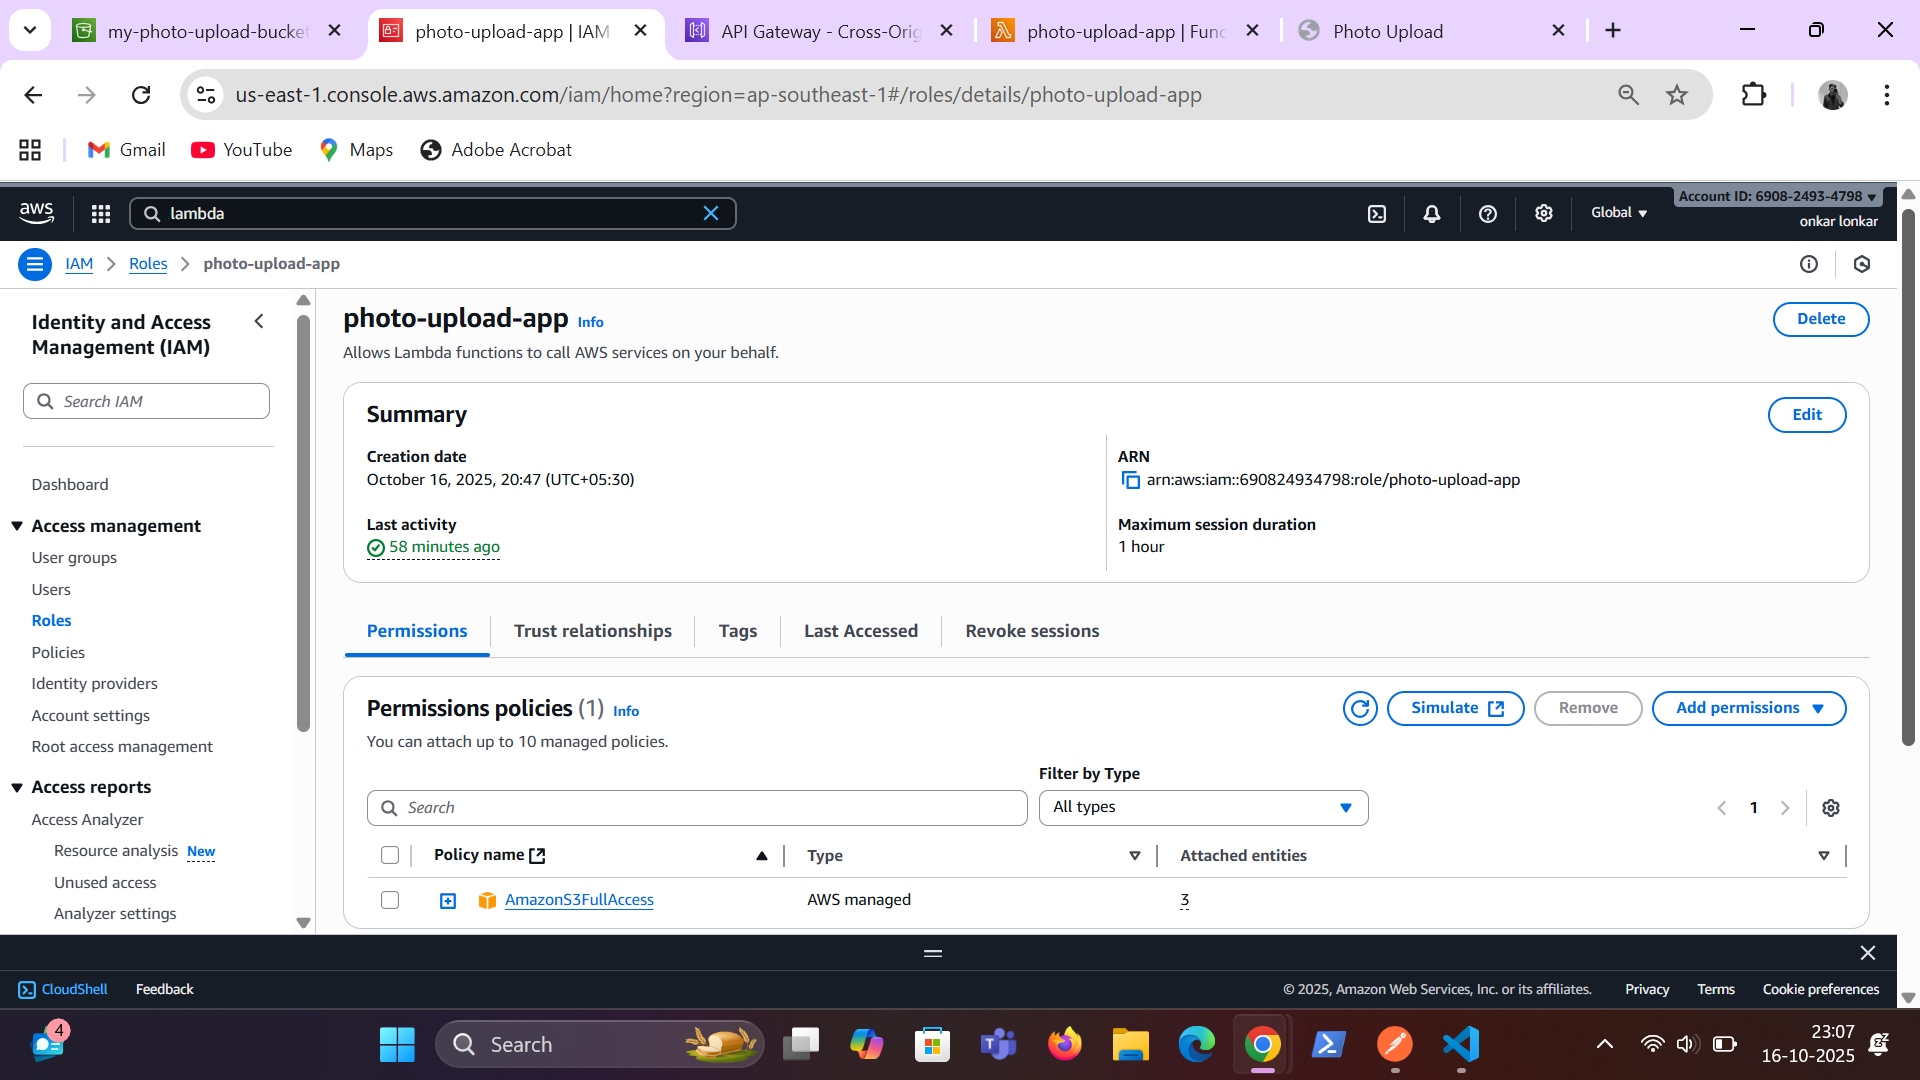 my-photo-upload-bucket
photo-upload-app | IAM
API Gateway - Cross-Orig
photo-upload-app | Func
Photo Upload
us-east-1.console.aws.amazon.com/iam/home?region=ap-southeast-1#/roles/details/photo-upload-app
Gmail
YouTube
Maps
Adobe Acrobat
aws
lambda
Global
Account ID: 6908-2493-4798
onkar lonkar
IAM
Roles
photo-upload-app
Identity and Access
Management (IAM)
Search IAM
Dashboard
Access management
User groups
Users
Roles
Policies
Identity providers
Account settings
Root access management
Access reports
Access Analyzer
Resource analysis New
Unused access
Analyzer settings
photo-upload-app Info
Delete
Allows Lambda functions to call AWS services on your behalf.
Summary
Edit
Creation date
October 16, 2025, 20:47 (UTC+05:30)
ARN
arn:aws:iam::690824934798:role/photo-upload-app
Last activity
58 minutes ago
Maximum session duration
1 hour
Permissions
Trust relationships
Tags
Last Accessed
Revoke sessions
Permissions policies (1) Info
Simulate
Remove
Add permissions
You can attach up to 10 managed policies.
Filter by Type
Search
All types
1
Policy name
Type
Attached entities
AmazonS3FullAccess
AWS managed
3
CloudShell
Feedback
© 2025, Amazon Web Services, Inc. or its affiliates.
Privacy
Terms
Cookie preferences
4
Search
23:07
16-10-2025